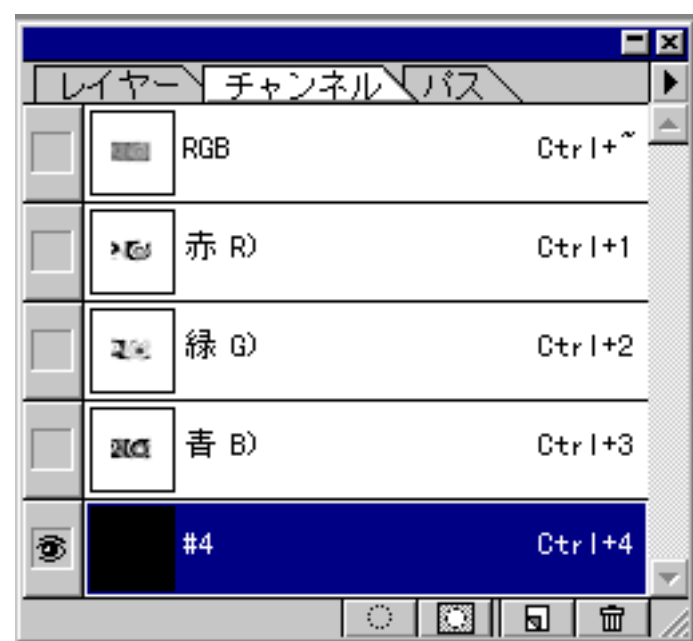 レイヤー チャンネル パス
RGB Ctrl+~
赤 R) Ctrl+1
緑 G) Ctrl+2
青 B) Ctrl+3
#4 Ctrl+4